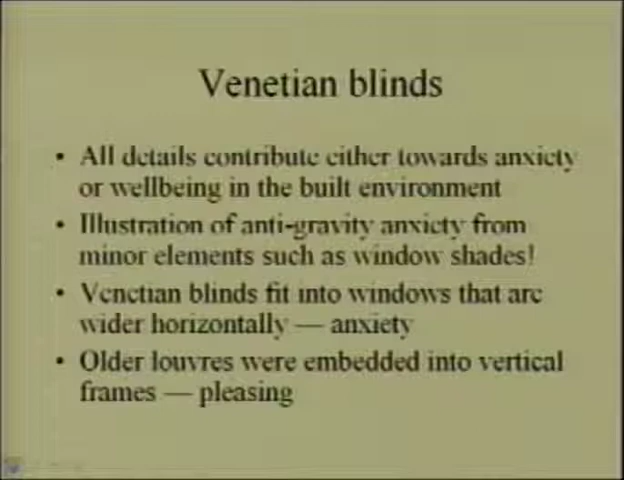 Venetian blinds
• All details contribute either towards anxiety
or wellbeing in the built environment
• Illustration of anti-gravity anxiety from
minor elements such as window shades!
• Venetian blinds fit into windows that are
wider horizontally — anxiety
• Older louvres were embedded into vertical
frames — pleasing